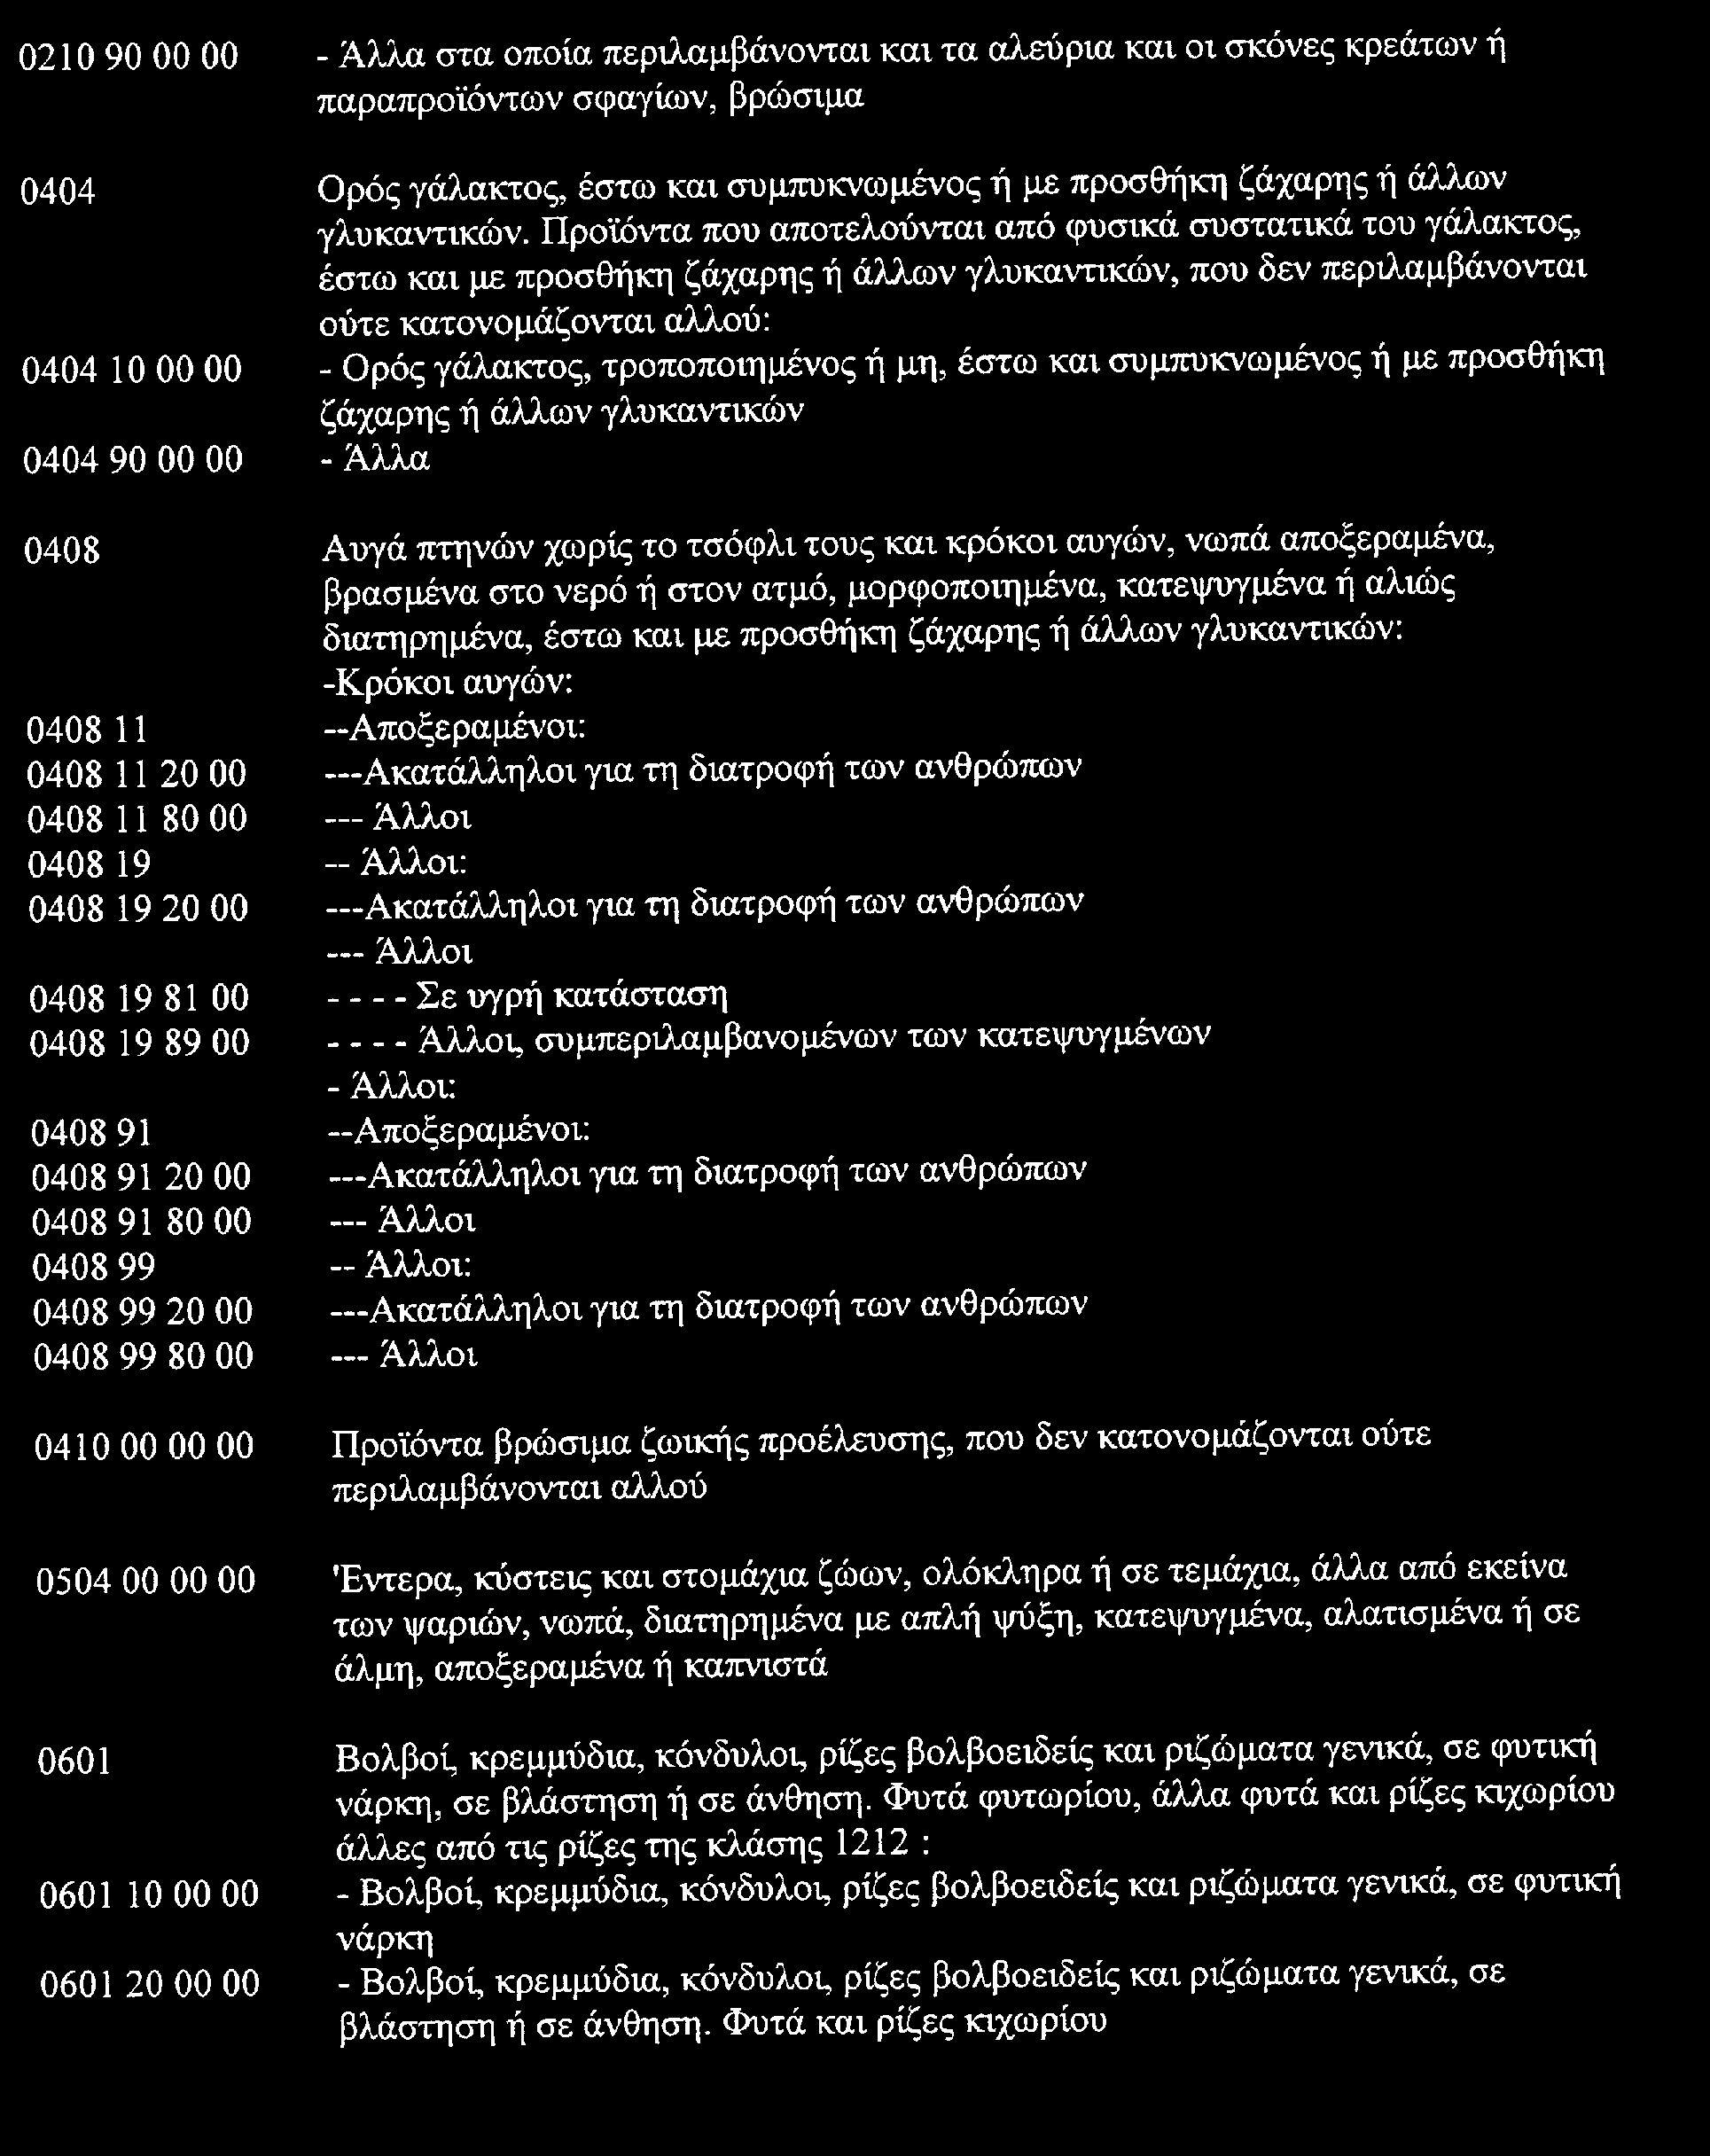 0210 90 00 00 - Άλλα στα οποία περιλαμβάνονται και τα αλεύρια και οι σκόνες κρεάτων ή
παραπροϊόντων σφαγίων, βρώσιμα
0404 Ορός γάλακτος, έστω και συμπυκνωμένος ή με προσθήκη ζάχαρης ή άλλων
γλυκαντικών. Προϊόντα που αποτελούνται από φυσικά συστατικά του γάλακτος,
έστω και με προσθήκη ζάχαρης ή άλλων γλυκαντικών, που δεν περιλαμβάνονται
ούτε κατονομάζονται αλλού:
0404 10 00 00 - Ορός γάλακτος, τροποποιημένος ή μη, έστω και συμπυκνωμένος ή με προσθήκη
ζάχαρης ή άλλων γλυκαντικών
0404 90 00 00 - Άλλα
0408 Αυγά πτηνών χωρίς το τσόφλι τους και κρόκοι αυγών, νωπά αποξεραμένα,
βρασμένα στο νερό ή στον ατμό, μορφοποιημένα, κατεψυγμένα ή αλιώς
διατηρημένα, έστω και με προσθήκη ζάχαρης ή άλλων γλυκαντικών:
-Κρόκοι αυγών:
0408 11 --Αποξεραμένοι:
0408 11 20 00 ---Ακατάλληλοι για τη διατροφή των ανθρώπων
0408 11 80 00 --- Άλλοι
0408 19 -- Άλλοι:
0408 19 20 00 ---Ακατάλληλοι για τη διατροφή των ανθρώπων
--- Άλλοι
0408 19 81 00 - - - - Σε υγρή κατάσταση
0408 19 89 00 - - - - Άλλοι, συμπεριλαμβανομένων των κατεψυγμένων
- Άλλοι:
0408 91 --Αποξεραμένοι:
0408 91 20 00 ---Ακατάλληλοι για τη διατροφή των ανθρώπων
0408 91 80 00 --- Άλλοι
0408 99 -- Άλλοι:
0408 99 20 00 ---Ακατάλληλοι για τη διατροφή των ανθρώπων
0408 99 80 00 --- Άλλοι
0410 00 00 00 Προϊόντα βρώσιμα ζωικής προέλευσης, που δεν κατονομάζονται ούτε
περιλαμβάνονται αλλού
0504 00 00 00 Έντερα, κύστεις και στομάχια ζώων, ολόκληρα ή σε τεμάχια, άλλα από εκείνα
των ψαριών, νωπά, διατηρημένα με απλή ψύξη, κατεψυγμένα, αλατισμένα ή σε
άλμη, αποξεραμένα ή καπνιστά
0601 Βολβοί, κρεμμύδια, κόνδυλοι, ρίζες βολβοειδείς και ριζώματα γενικά, σε φυτική
νάρκη, σε βλάστηση ή σε άνθηση. Φυτά φυτωρίου, άλλα φυτά και ρίζες κιχωρίου
άλλες από τις ρίζες της κλάσης 1212 :
0601 10 00 00 - Βολβοί, κρεμμύδια, κόνδυλοι, ρίζες βολβοειδείς και ριζώματα γενικά, σε φυτική
νάρκη
0601 20 00 00 - Βολβοί, κρεμμύδια, κόνδυλοι, ρίζες βολβοειδείς και ριζώματα γενικά, σε
βλάστηση ή σε άνθηση. Φυτά και ρίζες κιχωρίου